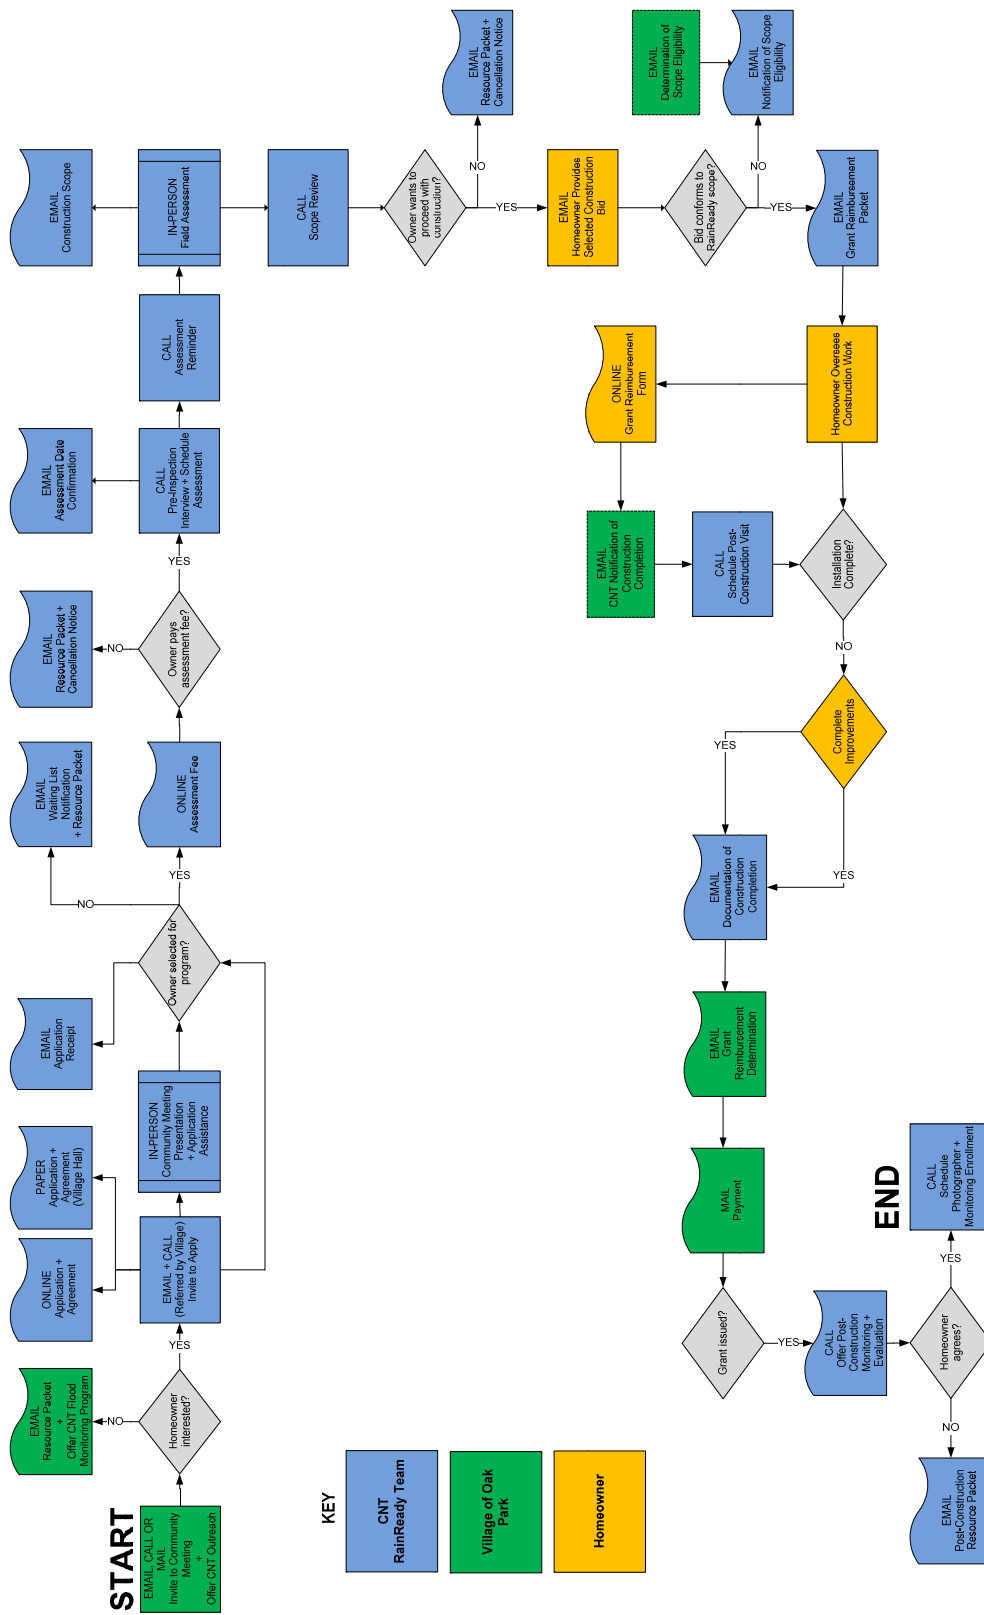 START
EMAIL, CALL OR
MAIL
Invite to Community
Meeting
+
Offer CNT Outreach
Homeowner
interested?
NO
EMAIL
Resource Packet
+
Offer CNT Flood
Monitoring Program
YES
EMAIL + CALL
(Referred by Village)
Invite to Apply
ONLINE
Application +
Agreement
PAPER
Application +
Agreement
(Village Hall)
IN-PERSON
Community Meeting
Presentation
+ Application
Assistance
EMAIL
Application
Receipt
Owner selected for
program?
NO
EMAIL
Waiting List
Notification
+ Resource Packet
YES
ONLINE
Assessment Fee
Owner pays
assessment fee?
NO
EMAIL
Resource Packet +
Cancellation Notice
YES
CALL
Pre-Inspection
Interview + Schedule
Assessment
EMAIL
Assessment Date
Confirmation
CALL
Assessment
Reminder
IN-PERSON
Field Assessment
EMAIL
Construction Scope
CALL
Scope Review
Owner wants to
proceed with
construction?
NO
EMAIL
Resource Packet +
Cancellation Notice
YES
EMAIL
Homeowner Provides
Selected Construction
Bid
Bid conforms to
RainReady scope?
NO
EMAIL
Determination of
Scope Eligibility
EMAIL
Notification of Scope
Eligibility
YES
EMAIL
Grant Reimbursement
Packet
Homeowner Oversees
Construction Work
ONLINE
Grant Reimbursement
Form
EMAIL
CNT Notification of
Construction
Completion
CALL
Schedule Post-
Construction Visit
Installation
Complete?
NO
Complete
Improvements
YES
YES
EMAIL
Documentation of
Construction
Completion
EMAIL
Grant
Reimbursement
Determination
MAIL
Payment
Grant issued?
YES
CALL
Offer Post-
Construction
Monitoring +
Evaluation
Homeowner
agrees?
NO
EMAIL
Post-Construction
Resource Packet
YES
CALL
Schedule
Photographer +
Monitoring Enrollment
END
KEY
CNT
RainReady Team
Village of Oak
Park
Homeowner